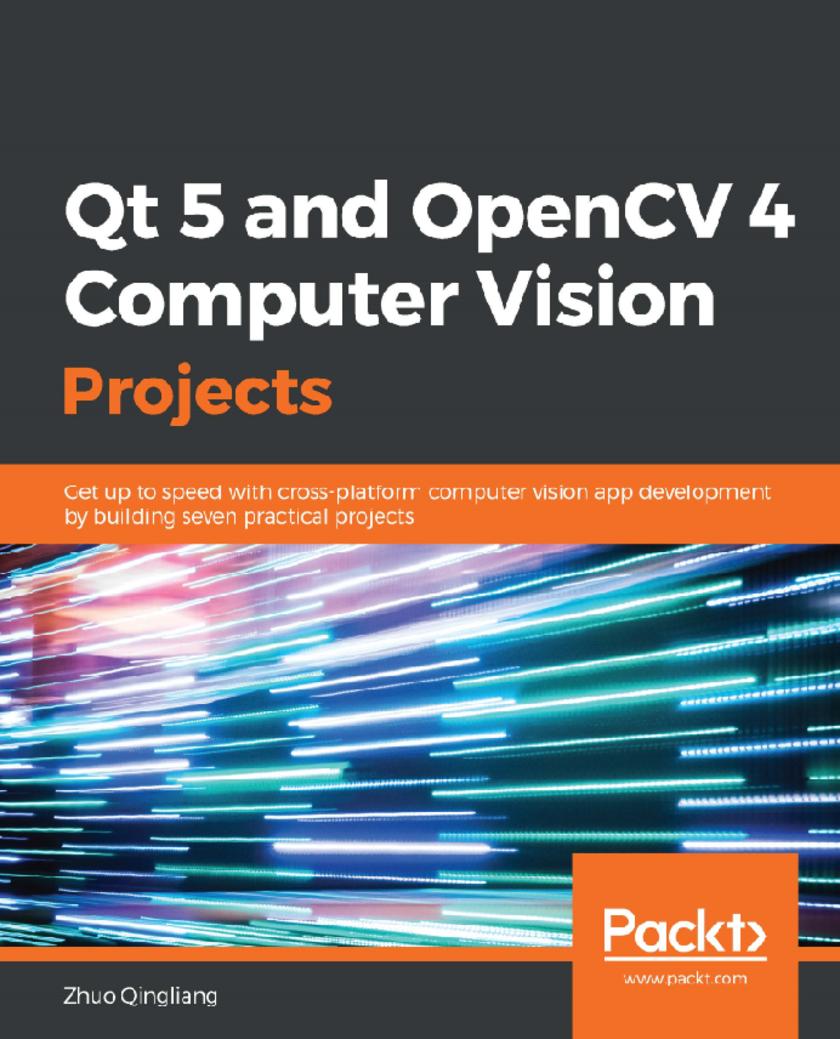 Qt 5 and OpenCV 4
Computer Vision
Projects
Get up to speed with cross-platform computer vision app development
by building seven practical projects
Packt>
www.packt.com
Zhuo Qingliang